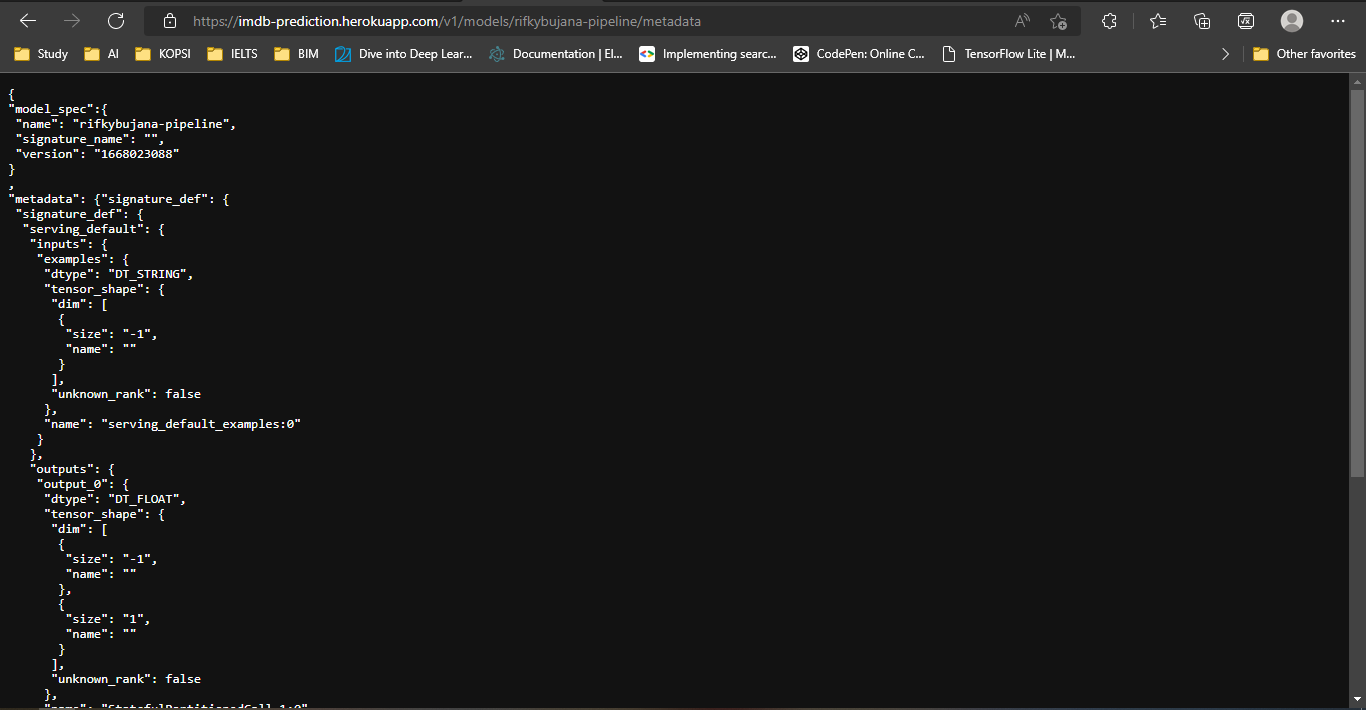 https://imdb-prediction.herokuapp.com/v1/models/rifkybujana-pipeline/metadata
Study AI KOPSI IELTS BIM Dive into Deep Lear... Documentation | El... Implementing searc... CodePen: Online C... TensorFlow Lite | M... Other favorites
{
"model_spec":{
"name": "rifkybujana-pipeline",
"signature_name": "",
"version": "1668023088"
}
,
"metadata": {"signature_def": {
"signature_def": {
"serving_default": {
"inputs": {
"examples": {
"dtype": "DT_STRING",
"tensor_shape": {
"dim": [
{
"size": "-1",
"name": ""
}
],
"unknown_rank": false
},
"name": "serving_default_examples:0"
}
},
"outputs": {
"output_0": {
"dtype": "DT_FLOAT",
"tensor_shape": {
"dim": [
{
"size": "-1",
"name": ""
},
{
"size": "1",
"name": ""
}
],
"unknown_rank": false
},
"name": "StatefulPartitionedCall_1:0"